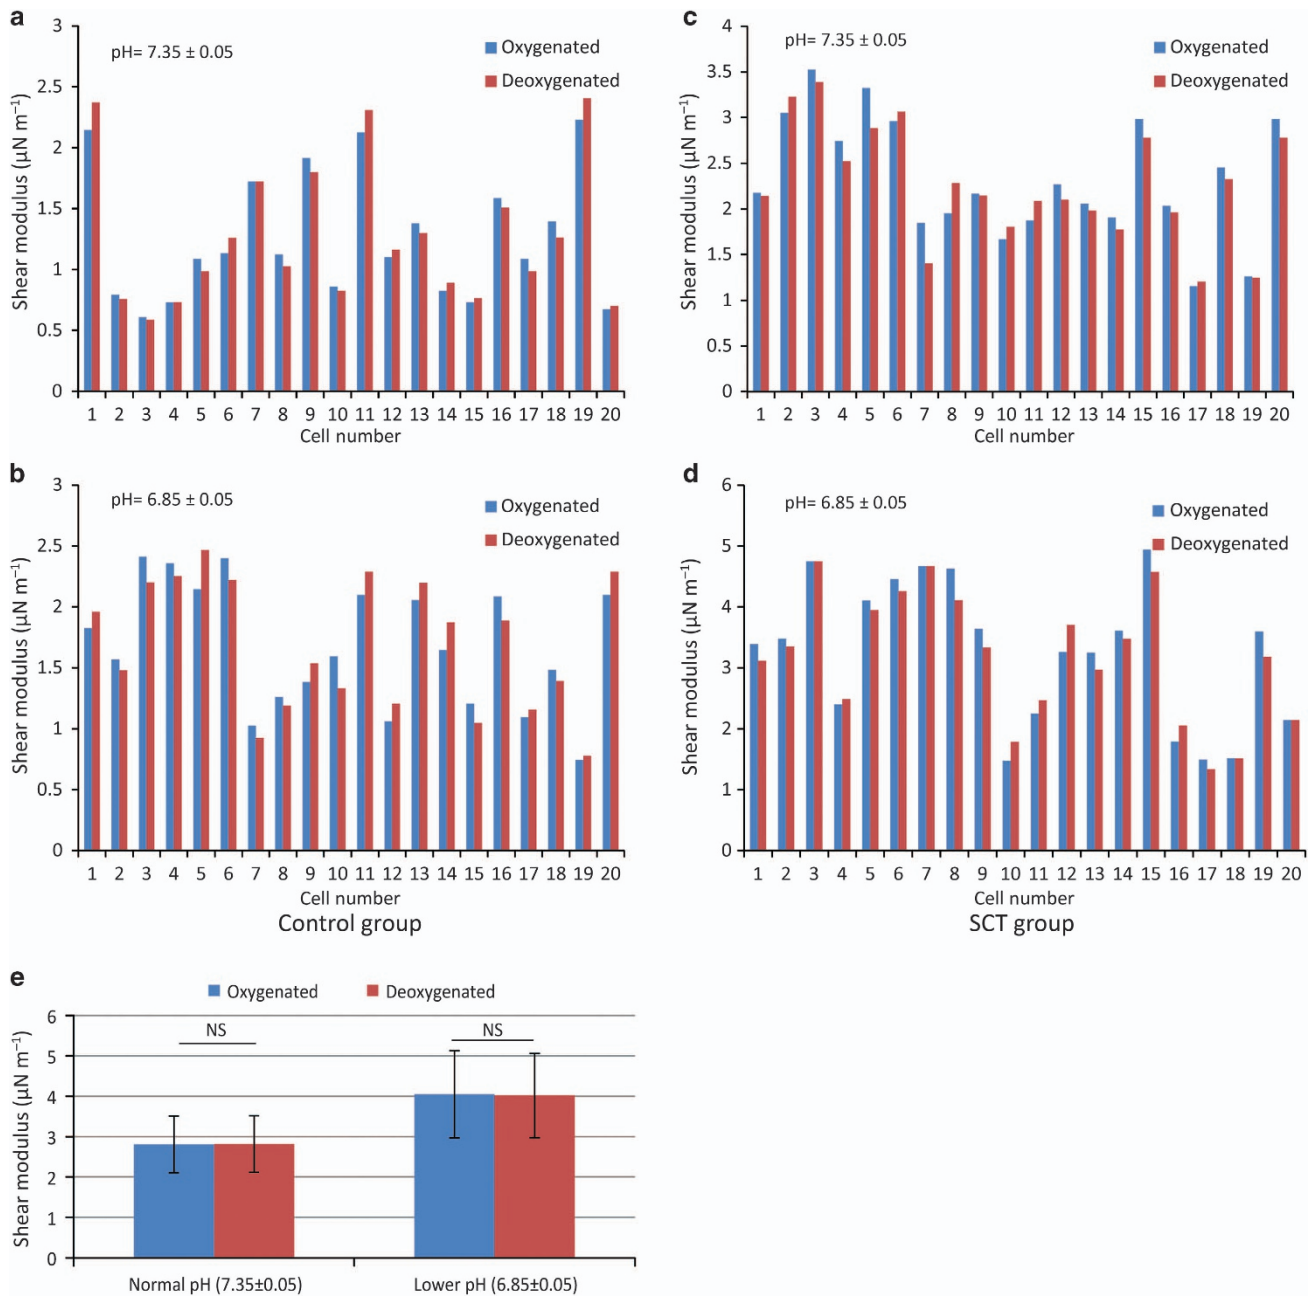 a
3
2.5
2
1.5
1
0.5
0
Shear modulus (µN m⁻¹)
pH= 7.35 ± 0.05
Oxygenated
Deoxygenated
1 2 3 4 5 6 7 8 9 10 11 12 13 14 15 16 17 18 19 20
Cell number
c
4
3.5
3
2.5
2
1.5
1
0.5
0
Shear modulus (µN m⁻¹)
pH= 7.35 ± 0.05
Oxygenated
Deoxygenated
1 2 3 4 5 6 7 8 9 10 11 12 13 14 15 16 17 18 19 20
Cell number
b
3
2.5
2
1.5
1
0.5
0
Shear modulus (µN m⁻¹)
pH= 6.85 ± 0.05
Oxygenated
Deoxygenated
1 2 3 4 5 6 7 8 9 10 11 12 13 14 15 16 17 18 19 20
Cell number
Control group
d
6
5
4
3
2
1
0
Shear modulus (µN m⁻¹)
pH= 6.85 ± 0.05
Oxygenated
Deoxygenated
1 2 3 4 5 6 7 8 9 10 11 12 13 14 15 16 17 18 19 20
Cell number
SCT group
e
Oxygenated Deoxygenated
6
5
4
3
2
1
0
Shear modulus (µN m⁻¹)
NS NS
Normal pH (7.35±0.05) Lower pH (6.85±0.05)